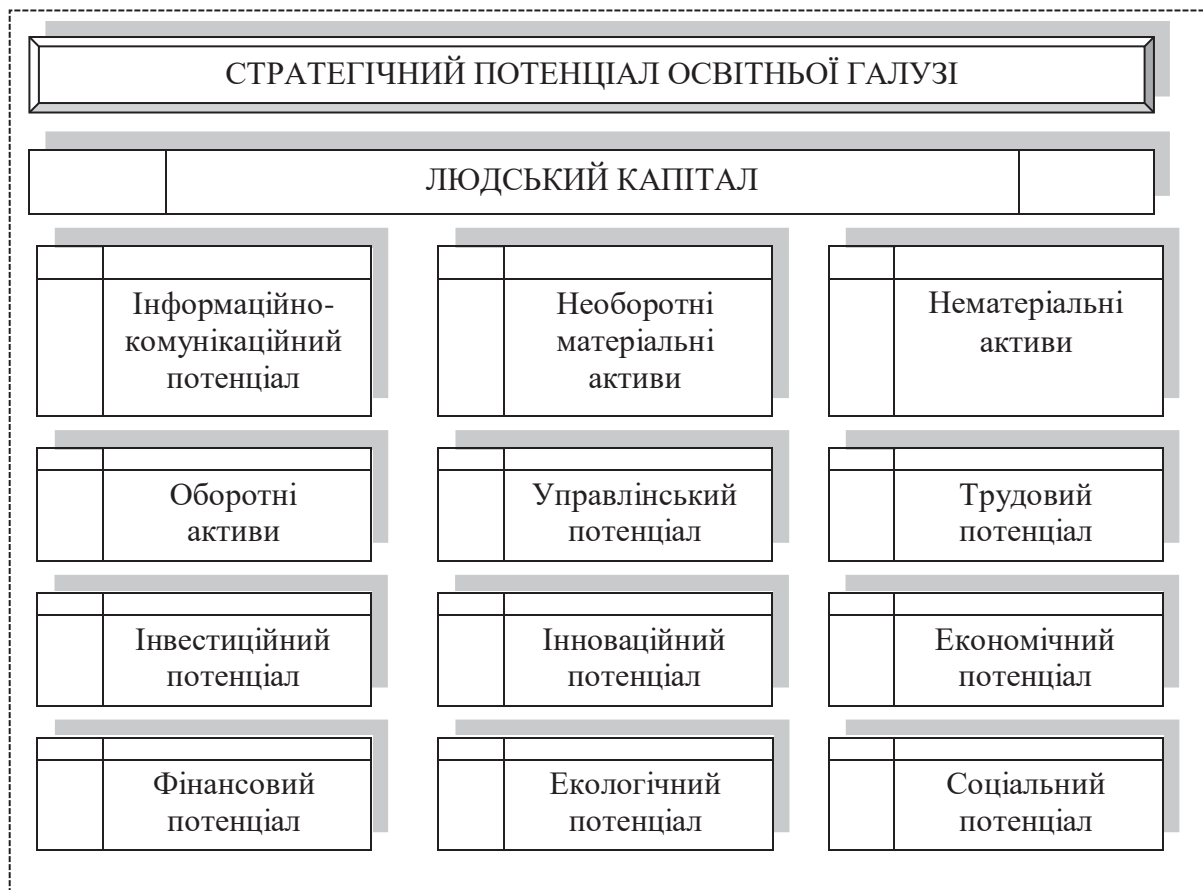 СТРАТЕГІЧНИЙ ПОТЕНЦІАЛ ОСВІТНЬОЇ ГАЛУЗІ
ЛЮДСЬКИЙ КАПІТАЛ
Інформаційно-
комунікаційний
потенціал
Необоротні
матеріальні
активи
Нематеріальні
активи
Оборотні
активи
Управлінський
потенціал
Трудовий
потенціал
Інвестиційний
потенціал
Інноваційний
потенціал
Економічний
потенціал
Фінансовий
потенціал
Екологічний
потенціал
Соціальний
потенціал